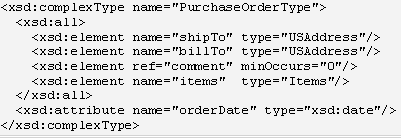 <xsd:complexType name="PurchaseOrderType">
  <xsd:all>
    <xsd:element name="shipTo" type="USAddress"/>
    <xsd:element name="billTo" type="USAddress"/>
    <xsd:element ref="comment" minOccurs="0"/>
    <xsd:element name="items"  type="Items"/>
  </xsd:all>
  <xsd:attribute name="orderDate" type="xsd:date"/>
</xsd:complexType>